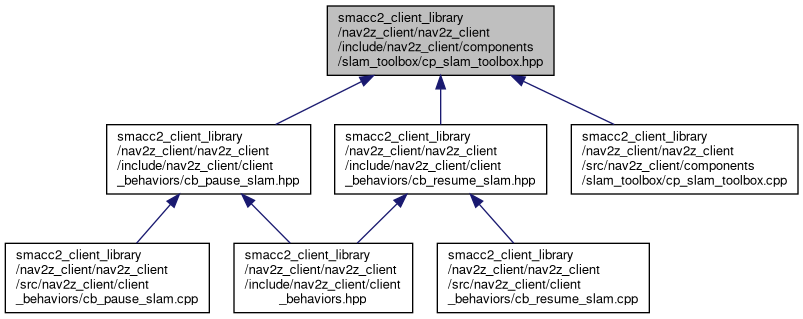 smacc2_client_library
/nav2z_client/nav2z_client
/include/nav2z_client/components
/slam_toolbox/cp_slam_toolbox.hpp
smacc2_client_library
/nav2z_client/nav2z_client
/include/nav2z_client/client
_behaviors/cb_pause_slam.hpp
smacc2_client_library
/nav2z_client/nav2z_client
/include/nav2z_client/client
_behaviors/cb_resume_slam.hpp
smacc2_client_library
/nav2z_client/nav2z_client
/src/nav2z_client/components
/slam_toolbox/cp_slam_toolbox.cpp
smacc2_client_library
/nav2z_client/nav2z_client
/src/nav2z_client/client
_behaviors/cb_pause_slam.cpp
smacc2_client_library
/nav2z_client/nav2z_client
/include/nav2z_client/client
_behaviors.hpp
smacc2_client_library
/nav2z_client/nav2z_client
/src/nav2z_client/client
_behaviors/cb_resume_slam.cpp